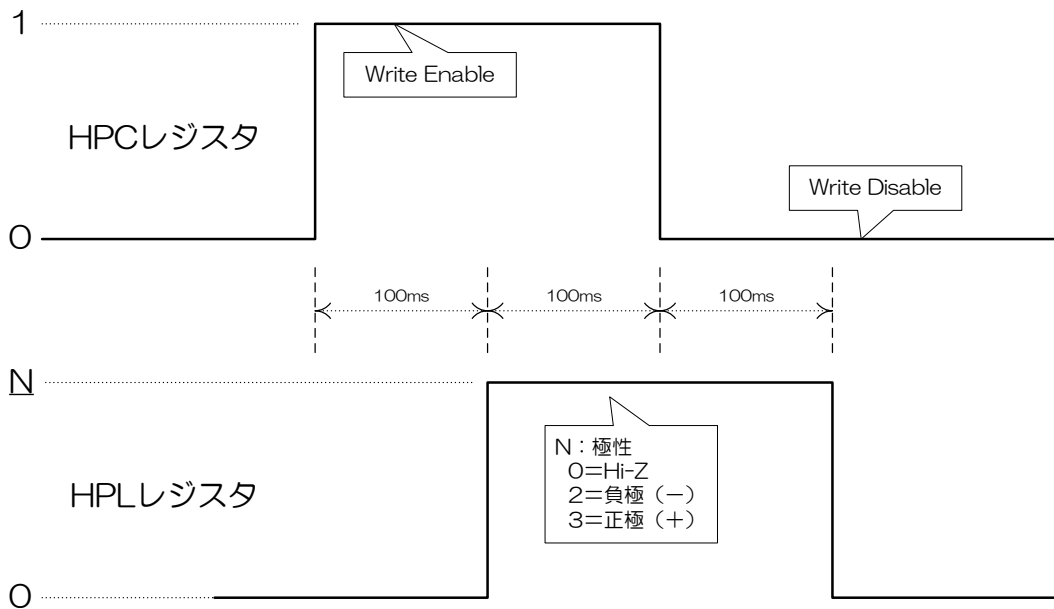 1
Write Enable
HPCレジスタ
Write Disable
0
100ms
100ms
100ms
N
N：極性
0=Hi-Z
2=負極（－）
3=正極（＋）
HPLレジスタ
0